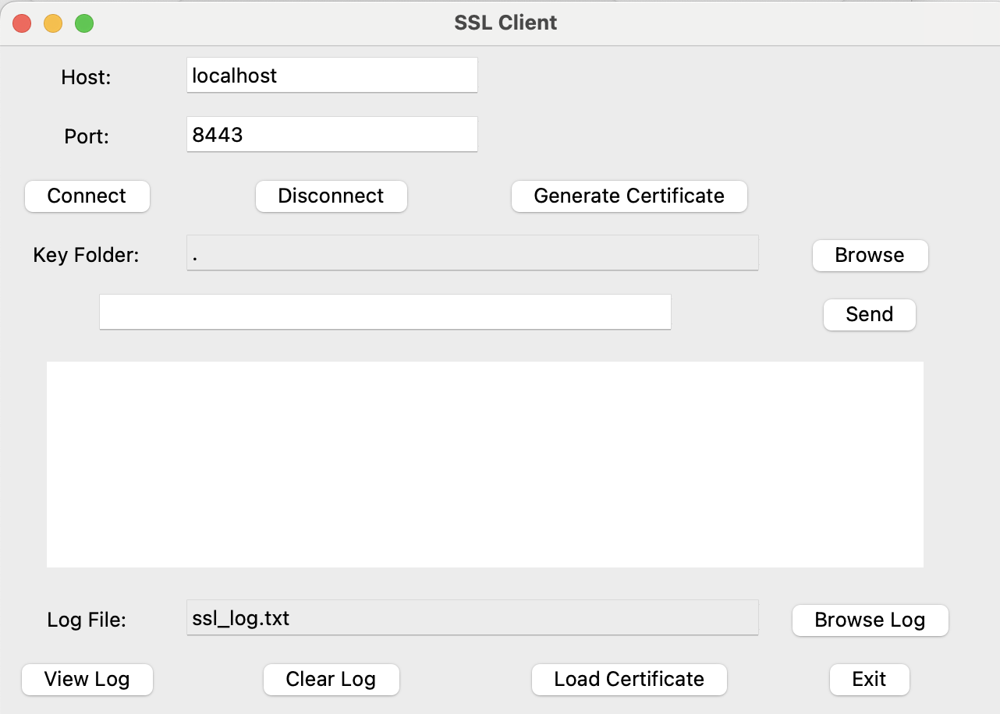 SSL Client
Host: localhost
Port: 8443
Connect Disconnect Generate Certificate
Key Folder: . Browse
Send
Log File: ssl_log.txt Browse Log
View Log Clear Log Load Certificate Exit